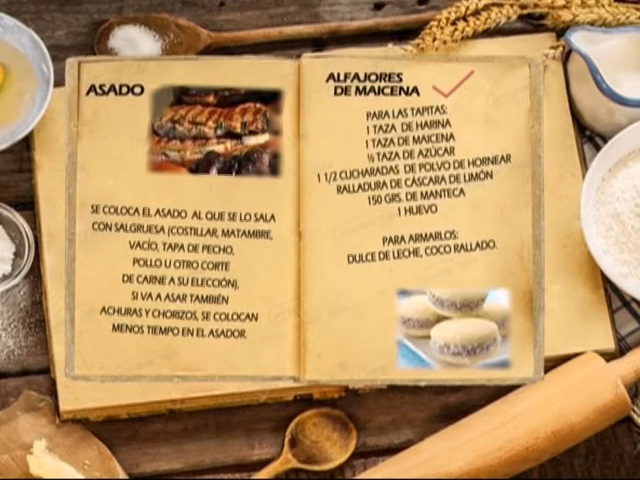 ASADO
SE COLOCA EL ASADO AL QUE SE LO SALA
CON SALGRUESA (COSTILLAR, MATAMBRE,
VACÍO, TAPA DE PECHO,
POLLO U OTRO CORTE
DE CARNE A SU ELECCIÓN),
SI VA A ASAR TAMBIÉN
ACHURAS Y CHORIZOS, SE COLOCAN
MENOS TIEMPO EN EL ASADOR.
ALFAJORES
DE MAICENA
PARA LAS TAPITAS:
1 TAZA DE HARINA
1 TAZA DE MAICENA
½ TAZA DE AZÚCAR
1 1/2 CUCHARADAS DE POLVO DE HORNEAR
RALLADURA DE CÁSCARA DE LIMÓN
150 GRS. DE MANTECA
1 HUEVO
PARA ARMARLOS:
DULCE DE LECHE, COCO RALLADO.